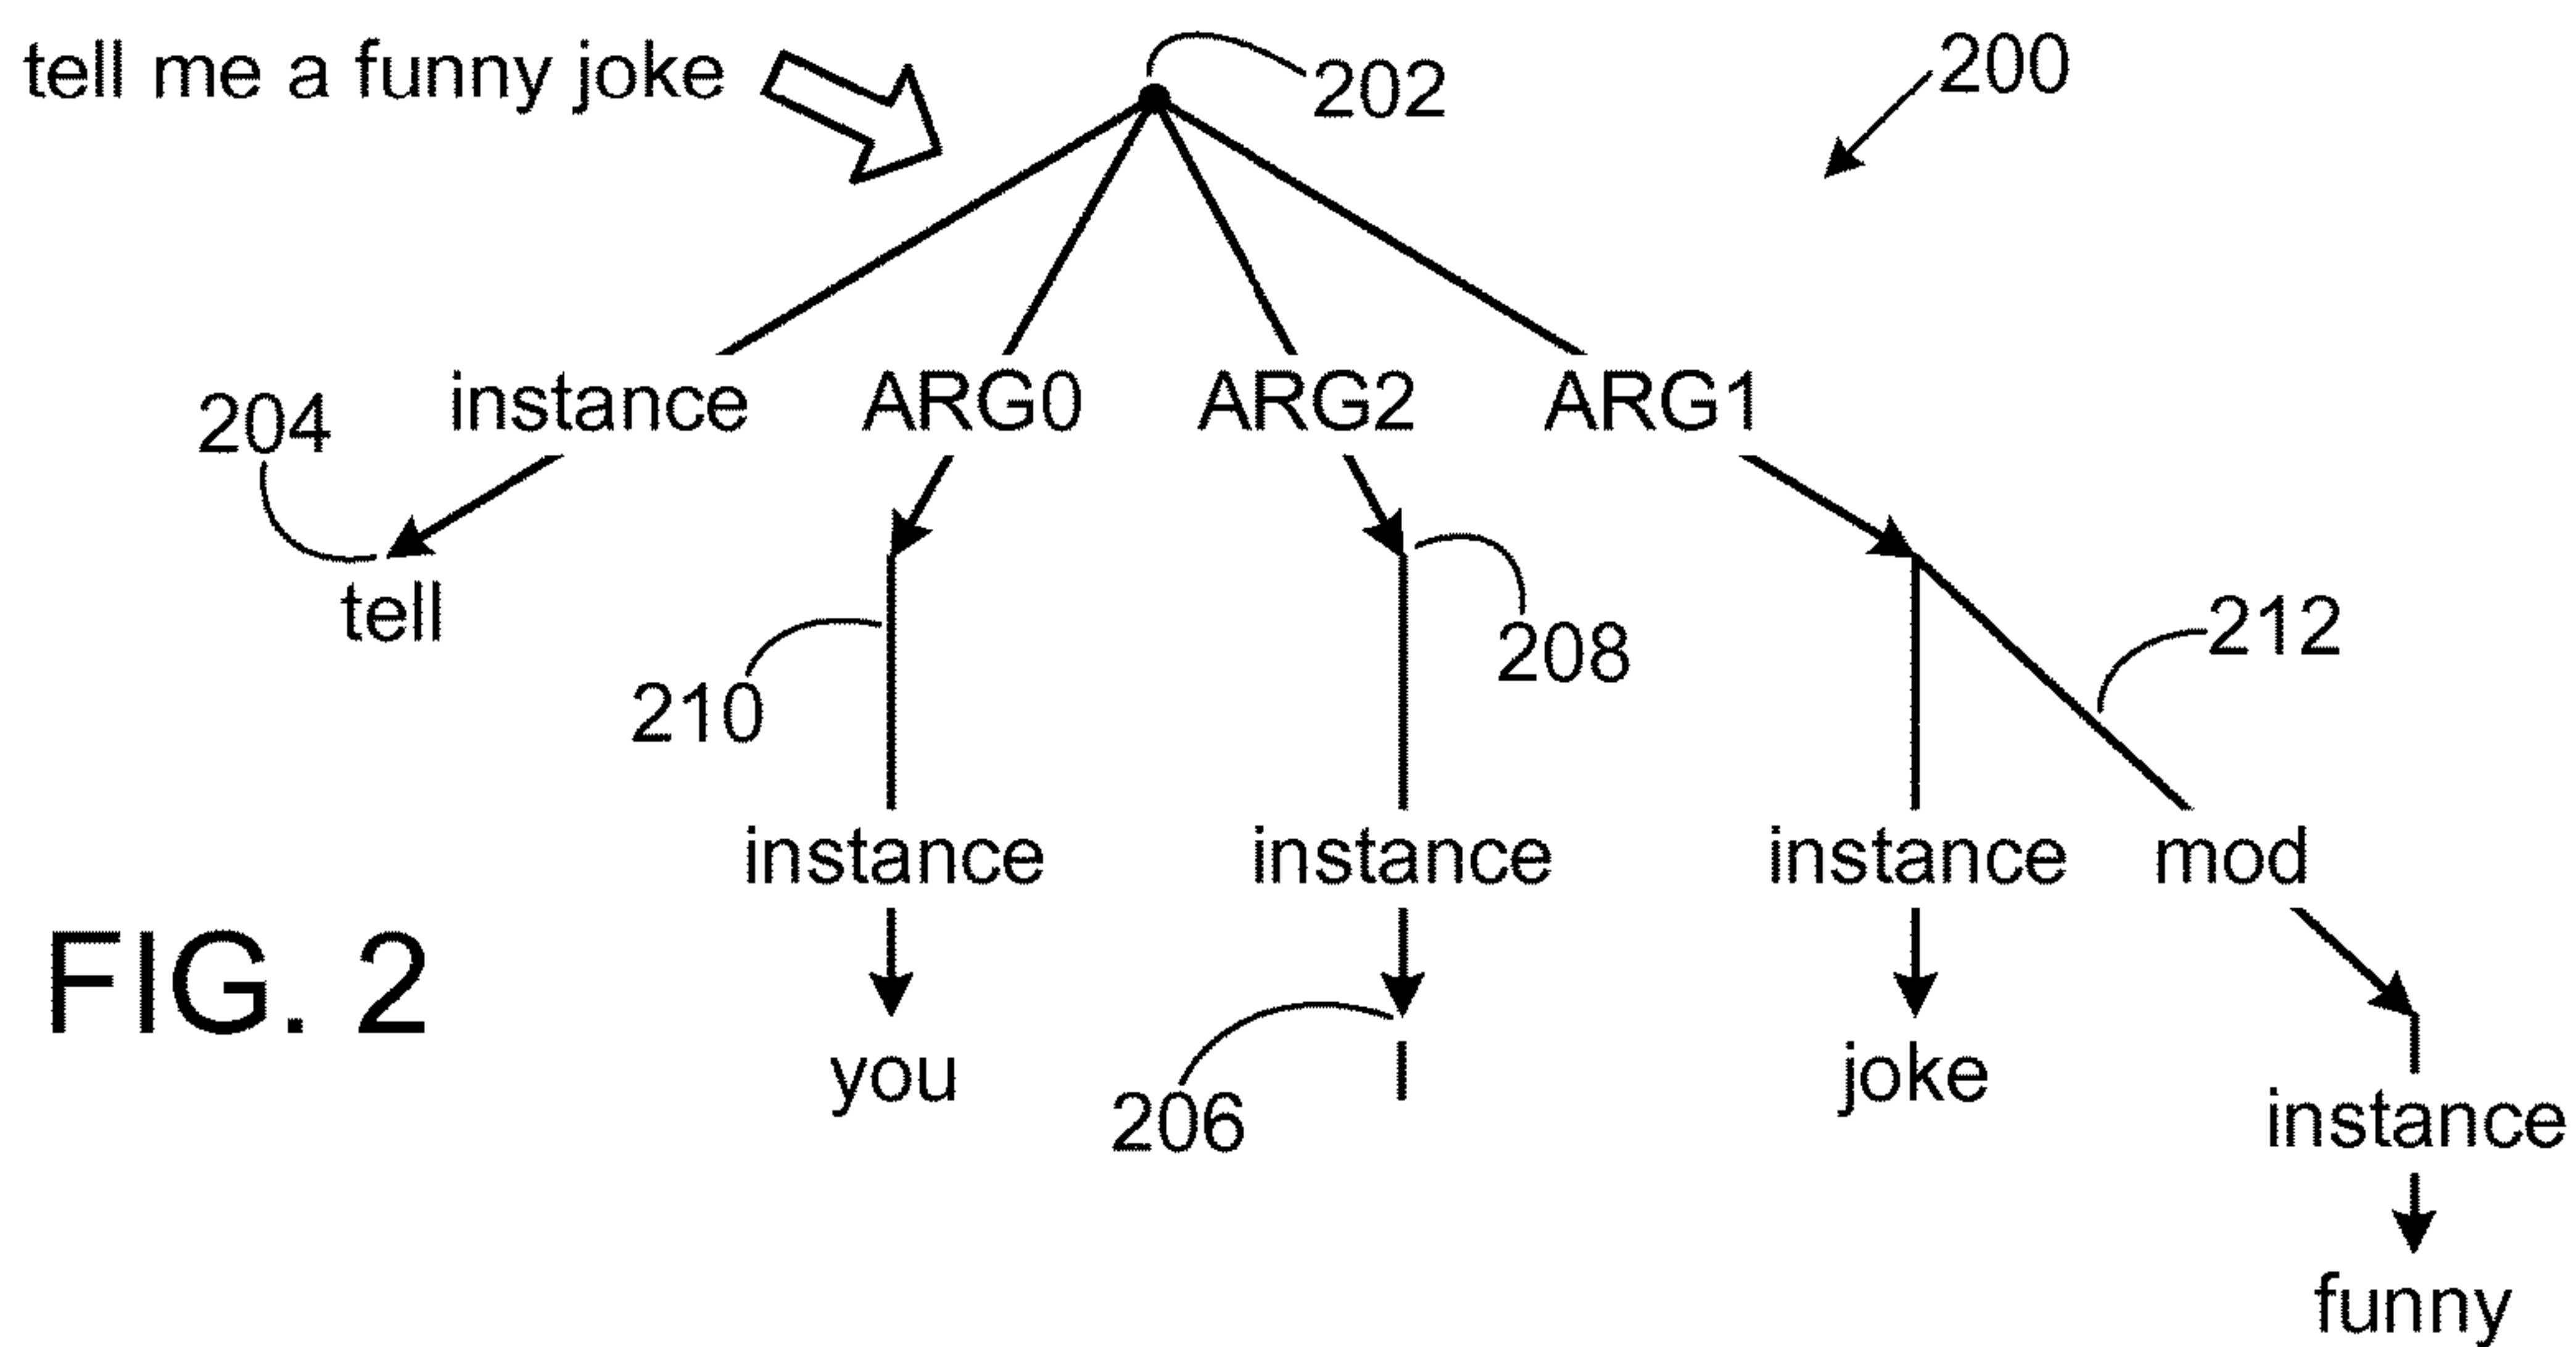 tell me a funny joke
202
200
instance ARG0 ARG2 ARG1
204
tell
208
212
210
instance instance instance mod
FIG. 2
you I joke
206
instance
funny